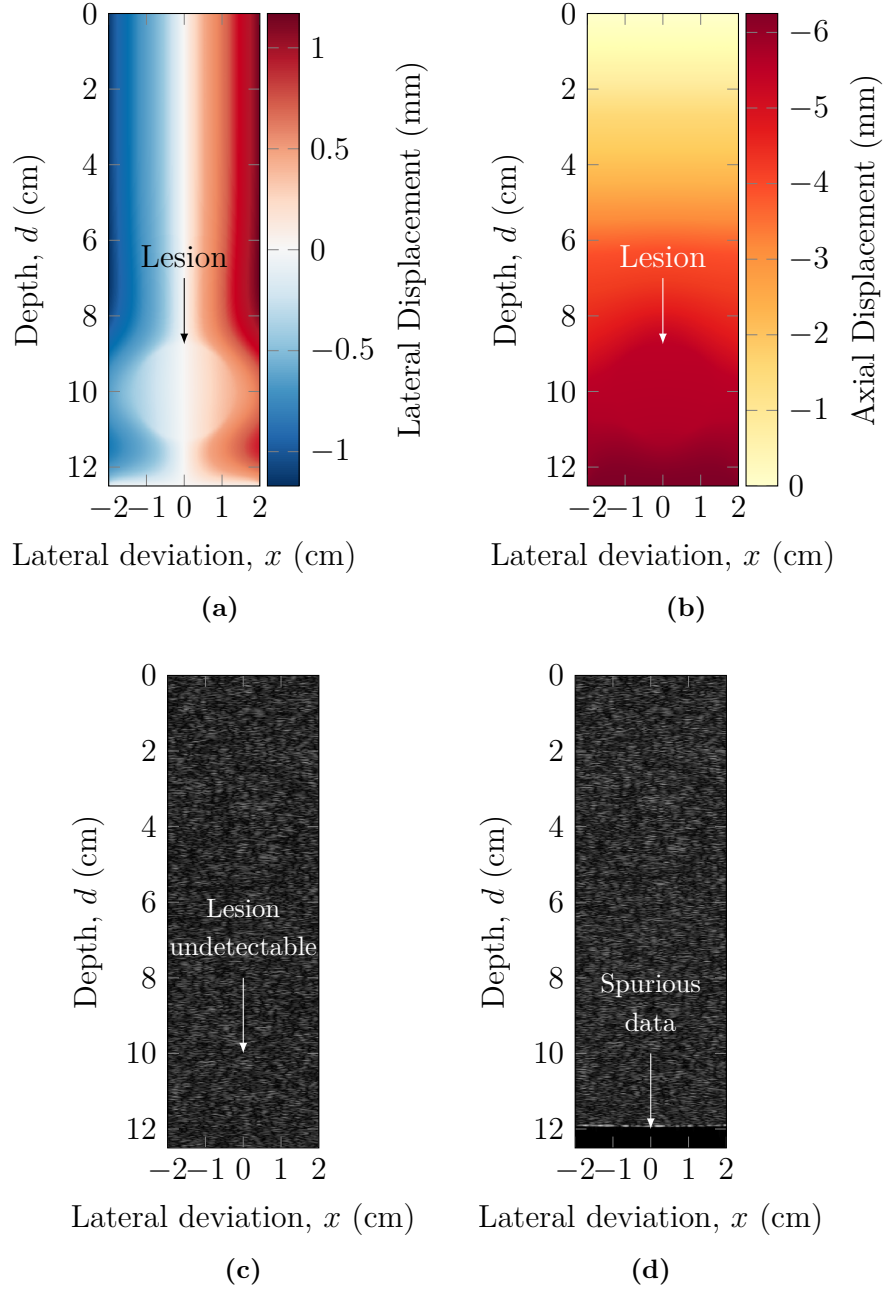 0
2
4
6
8
10
12
Depth, d (cm)
Lesion
−2 −1 0 1 2
Lateral deviation, x (cm)
1
0.5
0
−0.5
−1
Lateral Displacement (mm)
(a)
0
2
4
6
8
10
12
Depth, d (cm)
Lesion
−2 −1 0 1 2
Lateral deviation, x (cm)
−6
−5
−4
−3
−2
−1
0
Axial Displacement (mm)
(b)
0
2
4
6
8
10
12
Depth, d (cm)
Lesion
undetectable
−2 −1 0 1 2
Lateral deviation, x (cm)
(c)
0
2
4
6
8
10
12
Depth, d (cm)
Spurious
data
−2 −1 0 1 2
Lateral deviation, x (cm)
(d)